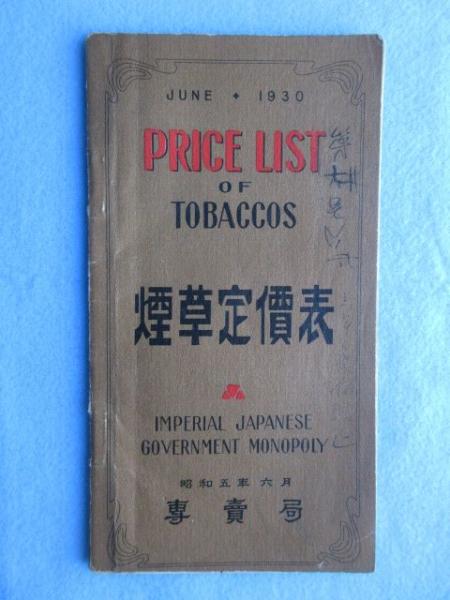 JUNE ✦ 1930
PRICE LIST
OF
TOBACCOS
煙草定價表
IMPERIAL JAPANESE
GOVERNMENT MONOPOLY
昭和五年六月
專賣局